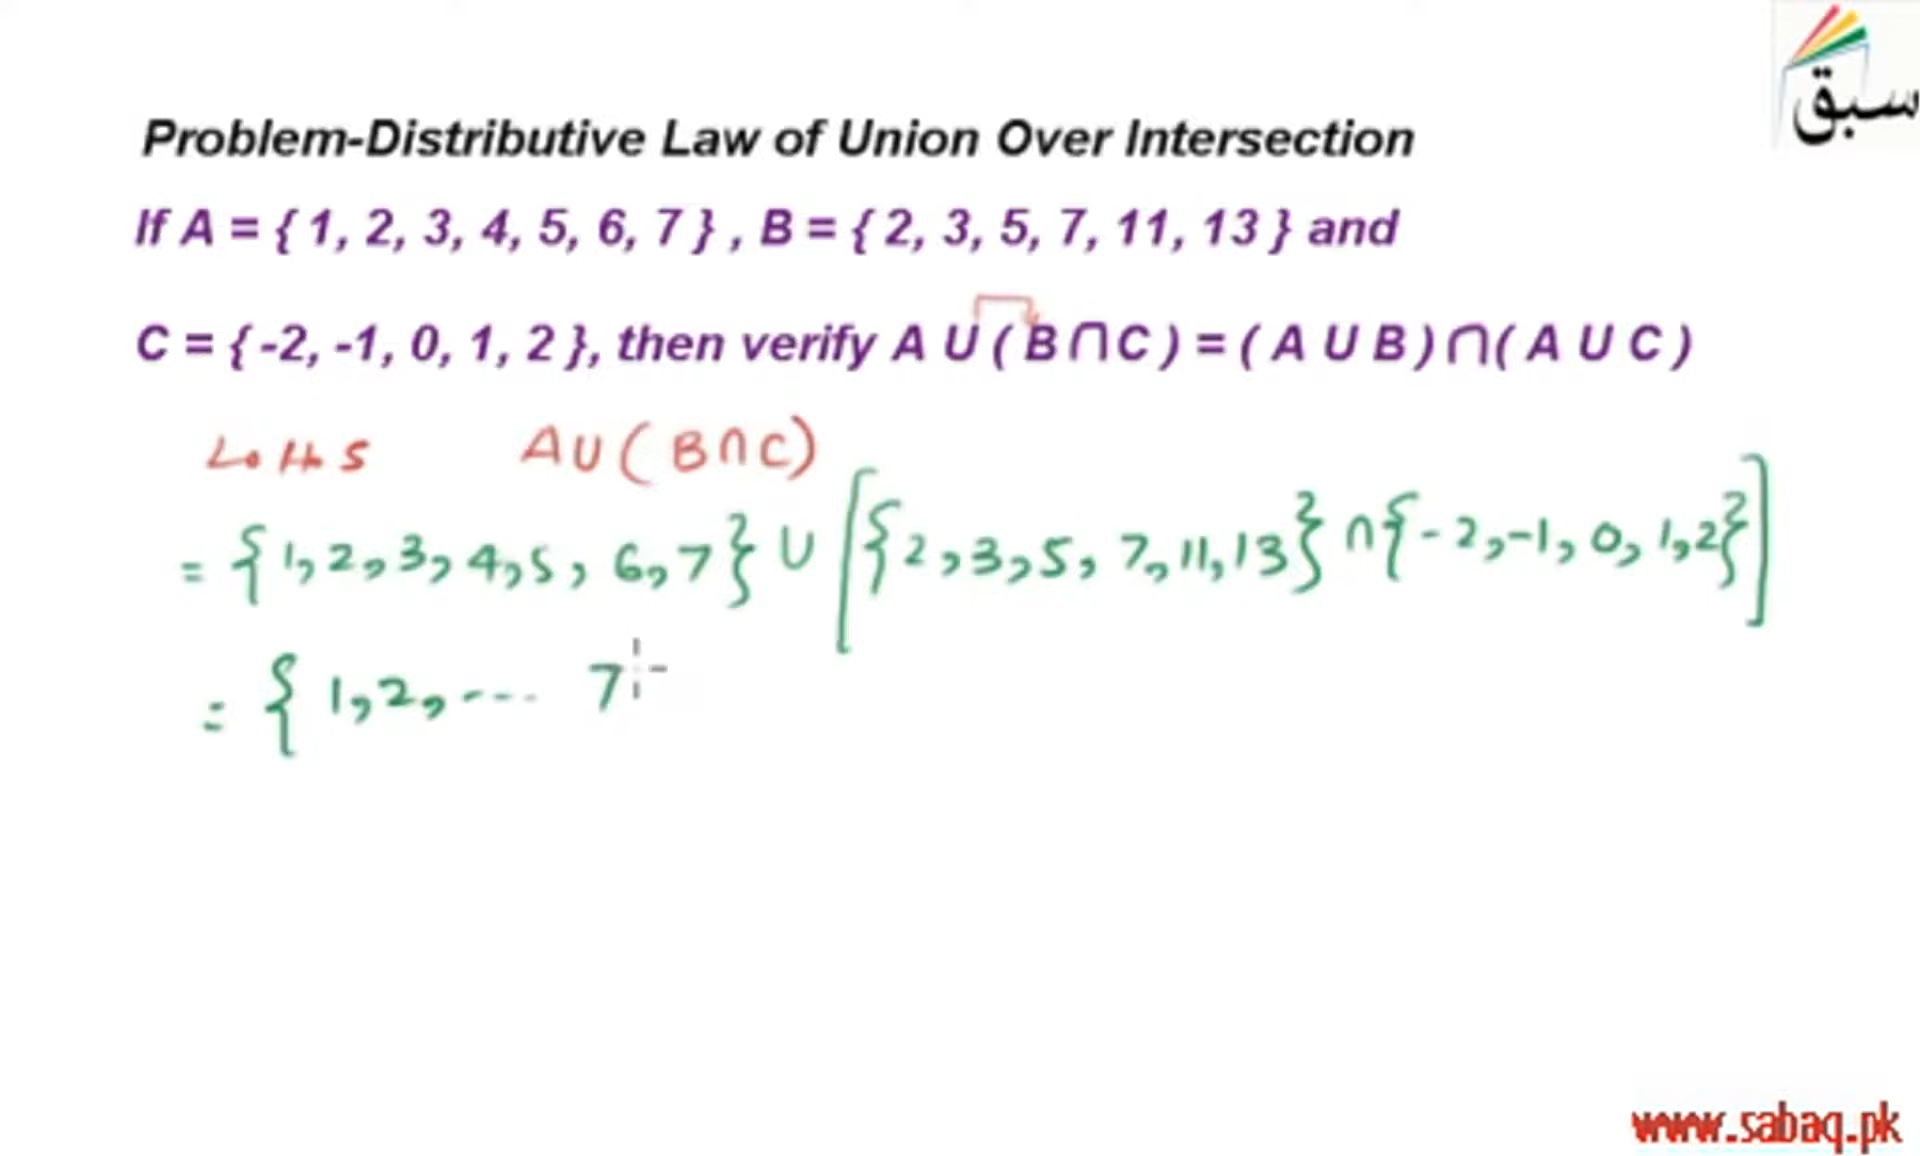 سبق
Problem-Distributive Law of Union Over Intersection
If A = { 1, 2, 3, 4, 5, 6, 7 } , B = { 2, 3, 5, 7, 11, 13 } and
C = { -2, -1, 0, 1, 2 }, then verify A U ( B ∩ C ) = ( A U B ) ∩ ( A U C )
L.H.S A U ( B ∩ C )
= { 1, 2, 3, 4, 5, 6, 7 } U [ { 2, 3, 5, 7, 11, 13 } ∩ { -2, -1, 0, 1, 2 } ]
= { 1, 2, --- 7
www.sabaq.pk